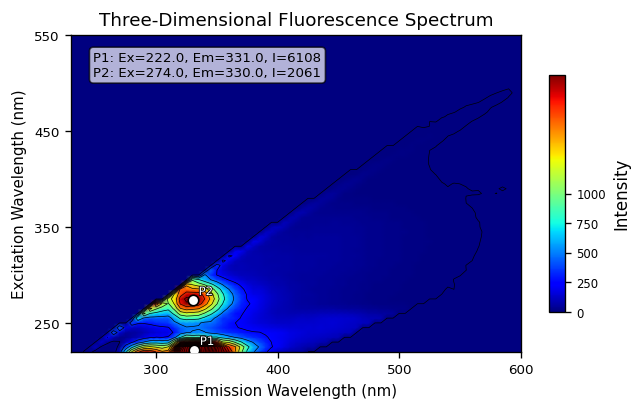 Three-Dimensional Fluorescence Spectrum
P1: Ex=222.0, Em=331.0, I=6108
P2: Ex=274.0, Em=330.0, I=2061
550
450
350
250
Excitation Wavelength (nm)
P2
P1
300
400
500
600
Emission Wavelength (nm)
1000
750
500
250
0
Intensity